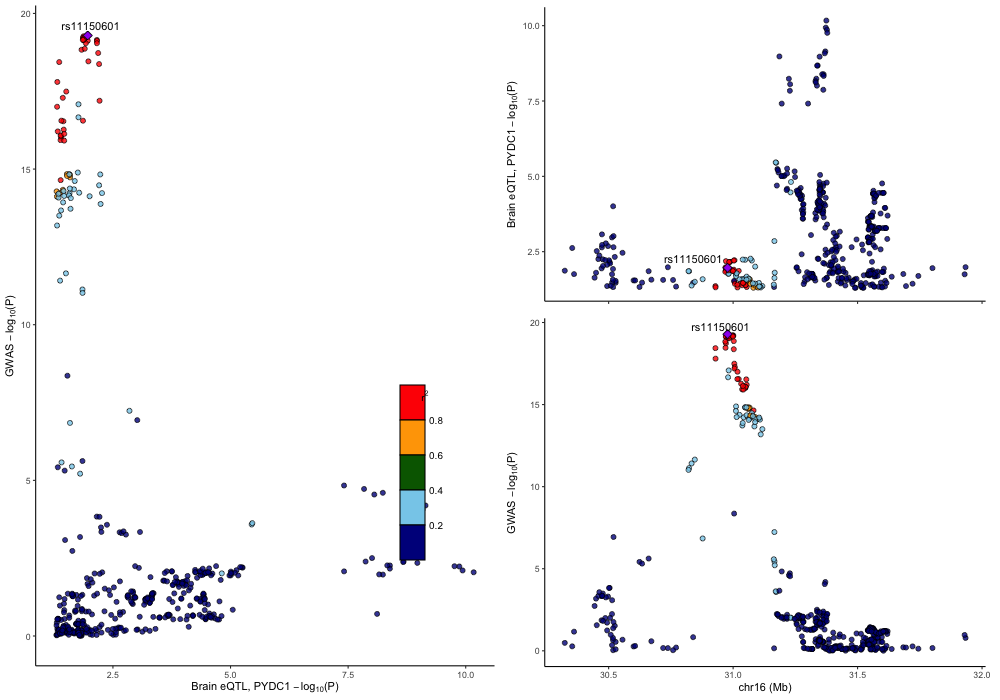 20
15
10
5
0
GWAS − log10(P)
rs11150601
2.5
5.0
7.5
10.0
Brain eQTL, PYDC1 − log10(P)
r2
0.8
0.6
0.4
0.2
10.0
7.5
5.0
2.5
Brain eQTL, PYDC1 − log10(P)
rs11150601
20
15
10
5
0
GWAS − log10(P)
rs11150601
30.5
31.0
31.5
32.0
chr16 (Mb)